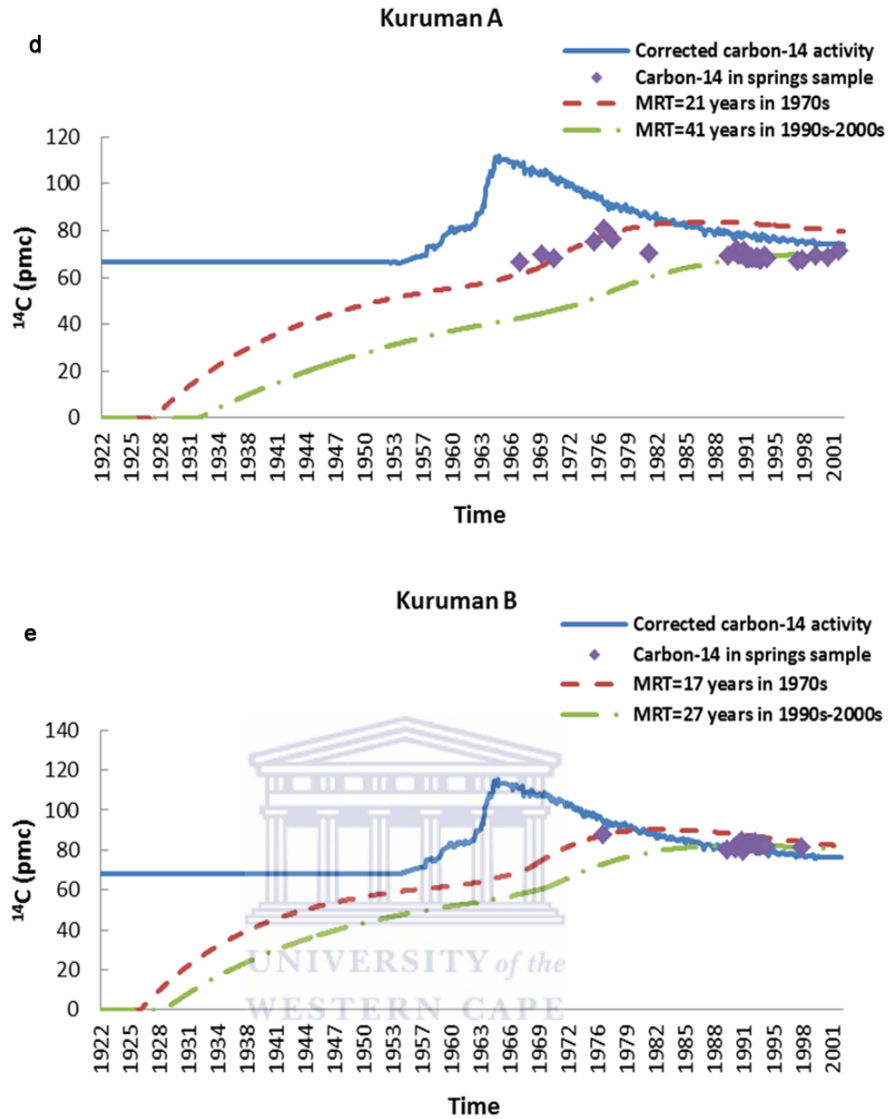 Kuruman A
d
Corrected carbon-14 activity
Carbon-14 in springs sample
MRT=21 years in 1970s
MRT=41 years in 1990s-2000s
120
100
80
60
40
20
0
¹⁴C (pmc)
1922 1925 1928 1931 1934 1937 1941 1944 1947 1950 1953 1957 1960 1963 1966 1969 1972 1976 1979 1982 1985 1988 1991 1995 1998 2001
Time
Kuruman B
e
Corrected carbon-14 activity
Carbon-14 in springs sample
MRT=17 years in 1970s
MRT=27 years in 1990s-2000s
140
120
100
80
60
40
20
0
¹⁴C (pmc)
UNIVERSITY of the
WESTERN CAPE
1922 1925 1928 1931 1934 1937 1941 1944 1947 1950 1953 1957 1960 1963 1966 1969 1972 1976 1979 1982 1985 1988 1991 1995 1998 2001
Time